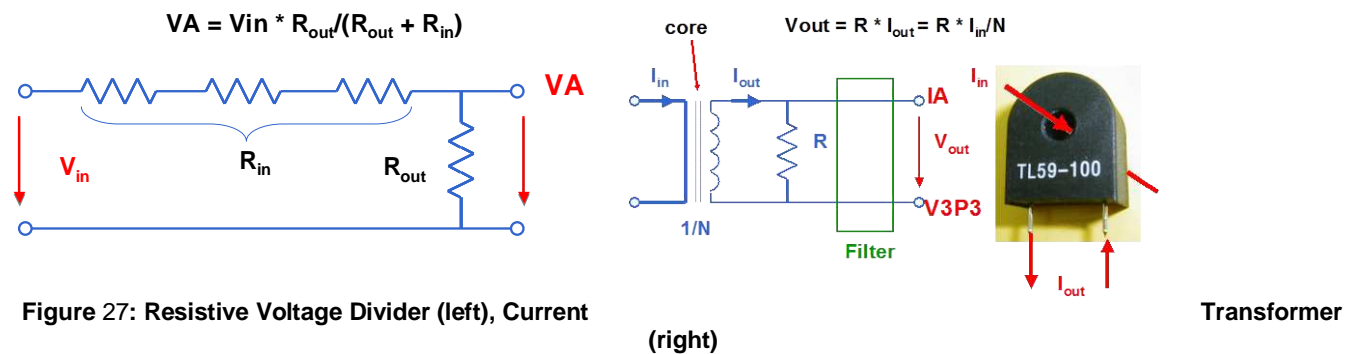 VA = Vin * Rout/(Rout + Rin)
VA
Vin
Rin
Rout
core
Vout = R * Iout = R * Iin/N
Iin
Iout
IA
R
Vout
V3P3
1/N
Filter
Iin
TL59-100
Iout
Figure 27: Resistive Voltage Divider (left), Current Transformer
(right)